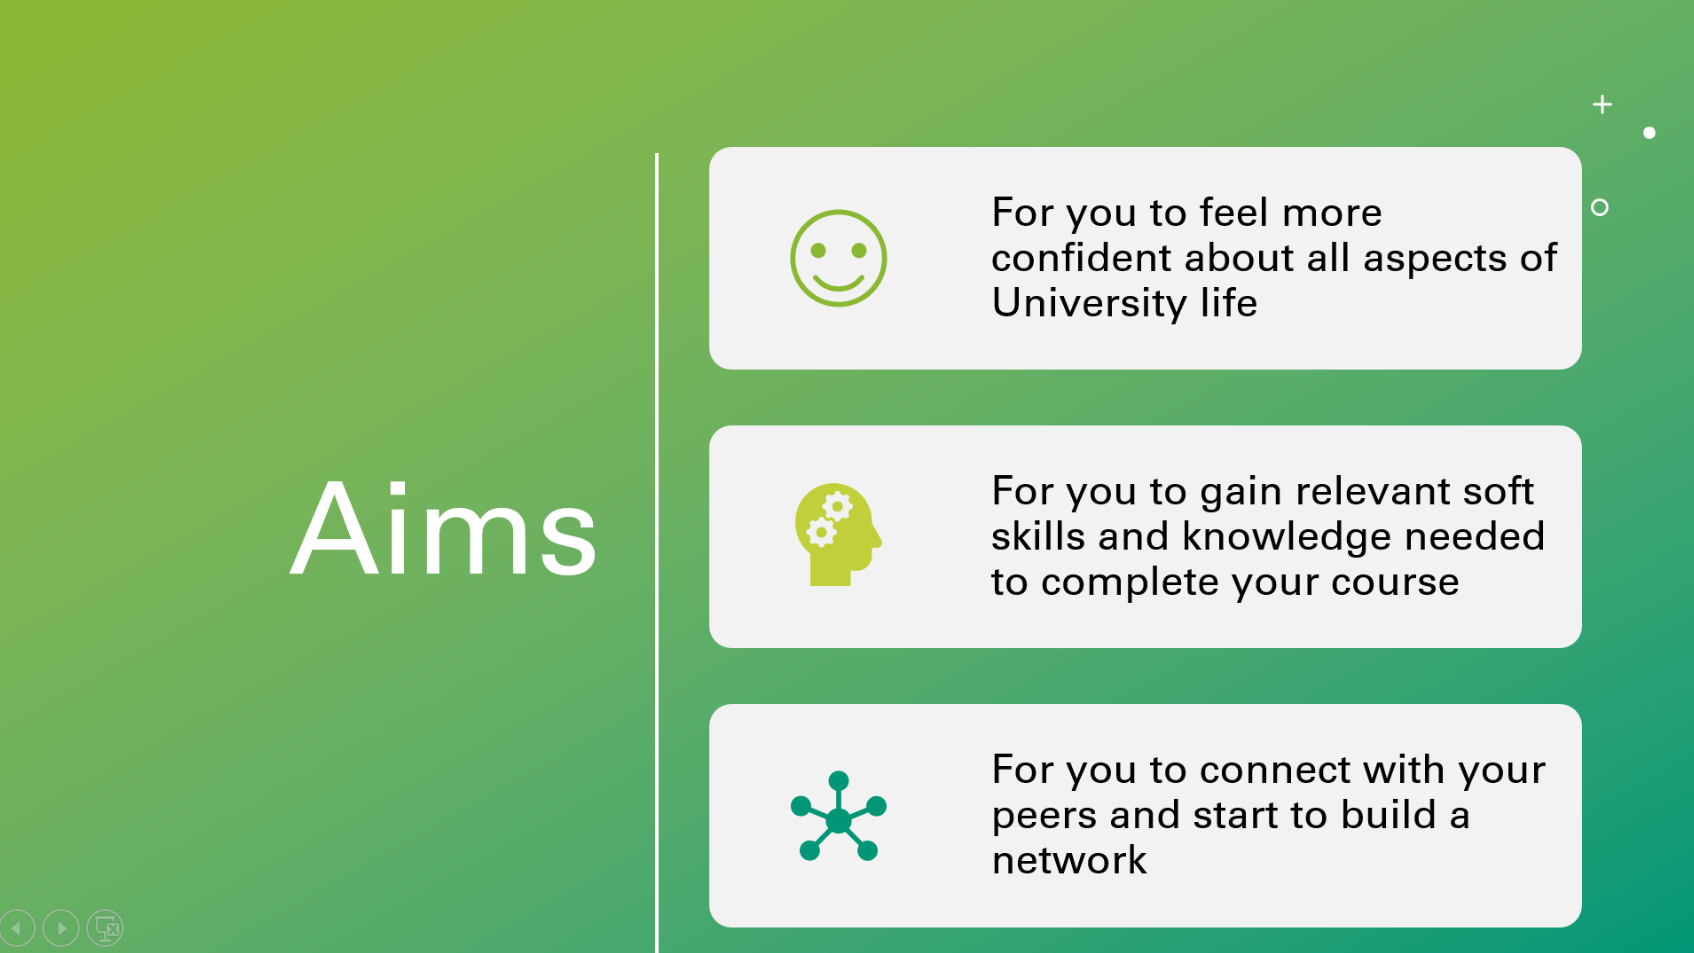 Aims
For you to feel more
confident about all aspects of
University life
For you to gain relevant soft
skills and knowledge needed
to complete your course
For you to connect with your
peers and start to build a
network